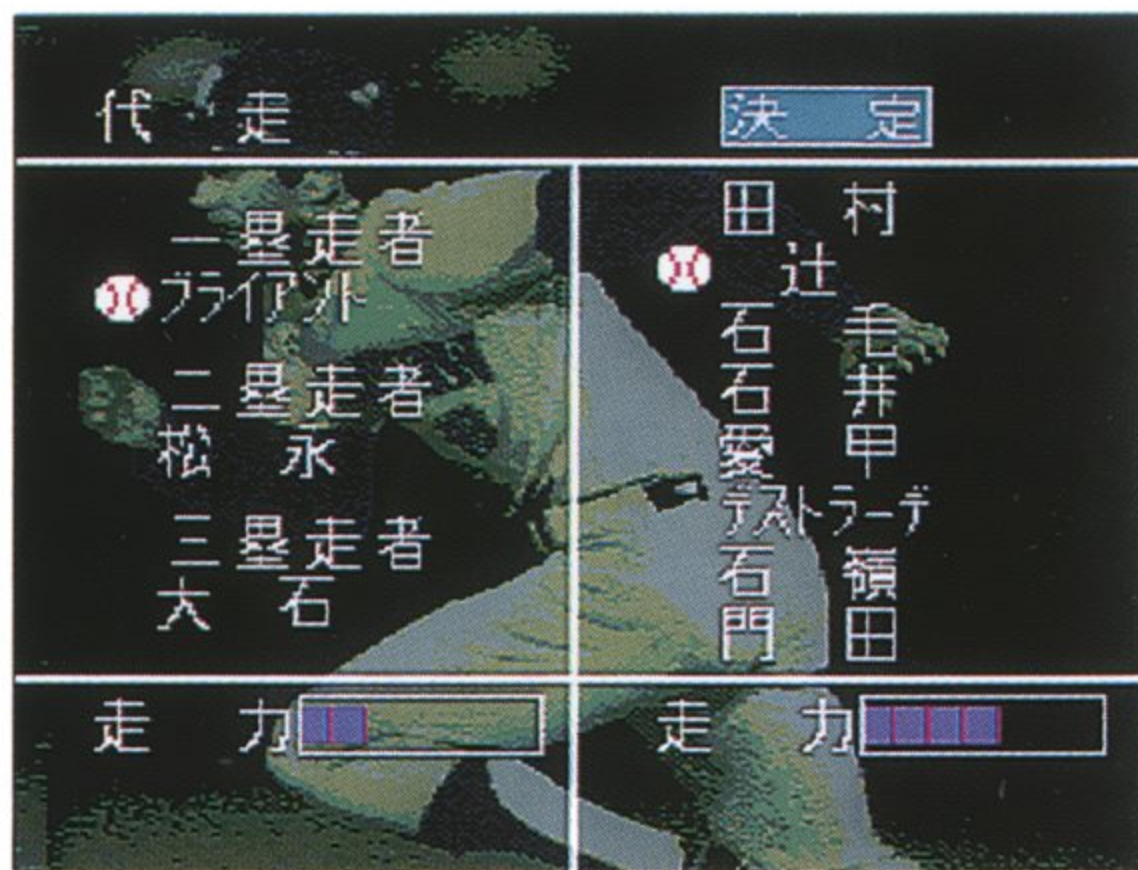 代走
決定
一塁走者
ブライアント
二塁走者
松永
三塁走者
大石
走力
田村
辻
石毛
石井
愛甲
デストラーデ
石嶺
門田
走力